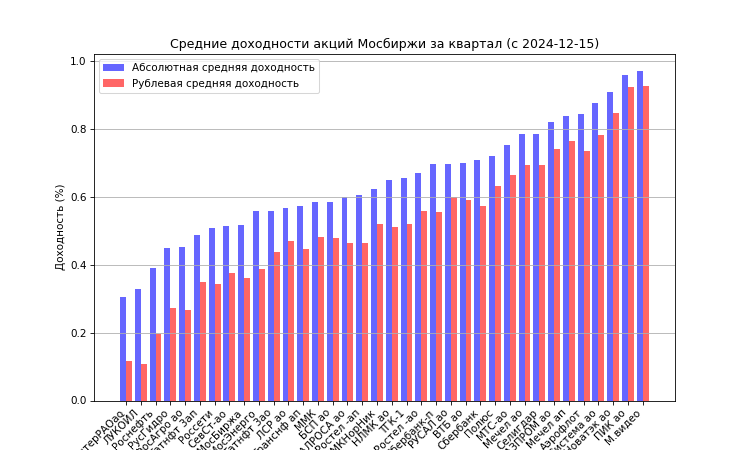 Средние доходности акций Мосбиржи за квартал (с 2024-12-15)
Абсолютная средняя доходность
Рублевая средняя доходность
Доходность (%)
1.0
0.8
0.6
0.4
0.2
0.0
ЛУКОЙЛ
Роснефть
РусГидро
Россети
СевСт-ао
МосБиржа
ЛСР ао
ММК
БСП ао
Ростел -ап
ГМКНорНик
НЛМК ао
ТГК-1
Ростел -ао
РУСАЛ ао
ВТБ ао
Сбербанк
Полюс
МТС-ао
Мечел ао
Селигдар
Мечел ап
Аэрофлот
ПИК ао
М.видео